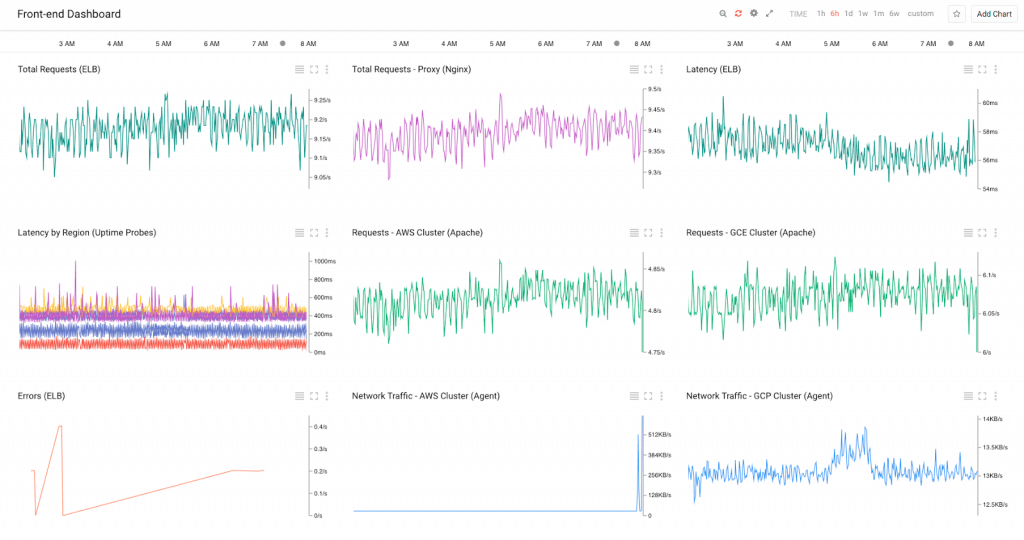 Front-end Dashboard
TIME 1h 6h 1d 1w 1m 6w custom
Add Chart
3 AM 4 AM 5 AM 6 AM 7 AM 8 AM
3 AM 4 AM 5 AM 6 AM 7 AM 8 AM
3 AM 4 AM 5 AM 6 AM 7 AM 8 AM
Total Requests (ELB)
9.25/s
9.2/s
9.15/s
9.1/s
9.05/s
Total Requests - Proxy (Nginx)
9.5/s
9.45/s
9.4/s
9.35/s
9.3/s
Latency (ELB)
60ms
58ms
56ms
54ms
Latency by Region (Uptime Probes)
1000ms
800ms
600ms
400ms
200ms
0ms
Requests - AWS Cluster (Apache)
4.85/s
4.8/s
4.75/s
Requests - GCE Cluster (Apache)
6.1/s
6.05/s
6/s
Errors (ELB)
0.4/s
0.3/s
0.2/s
0.1/s
0/s
Network Traffic - AWS Cluster (Agent)
512KB/s
384KB/s
256KB/s
128KB/s
0
Network Traffic - GCP Cluster (Agent)
14KB/s
13.5KB/s
13KB/s
12.5KB/s